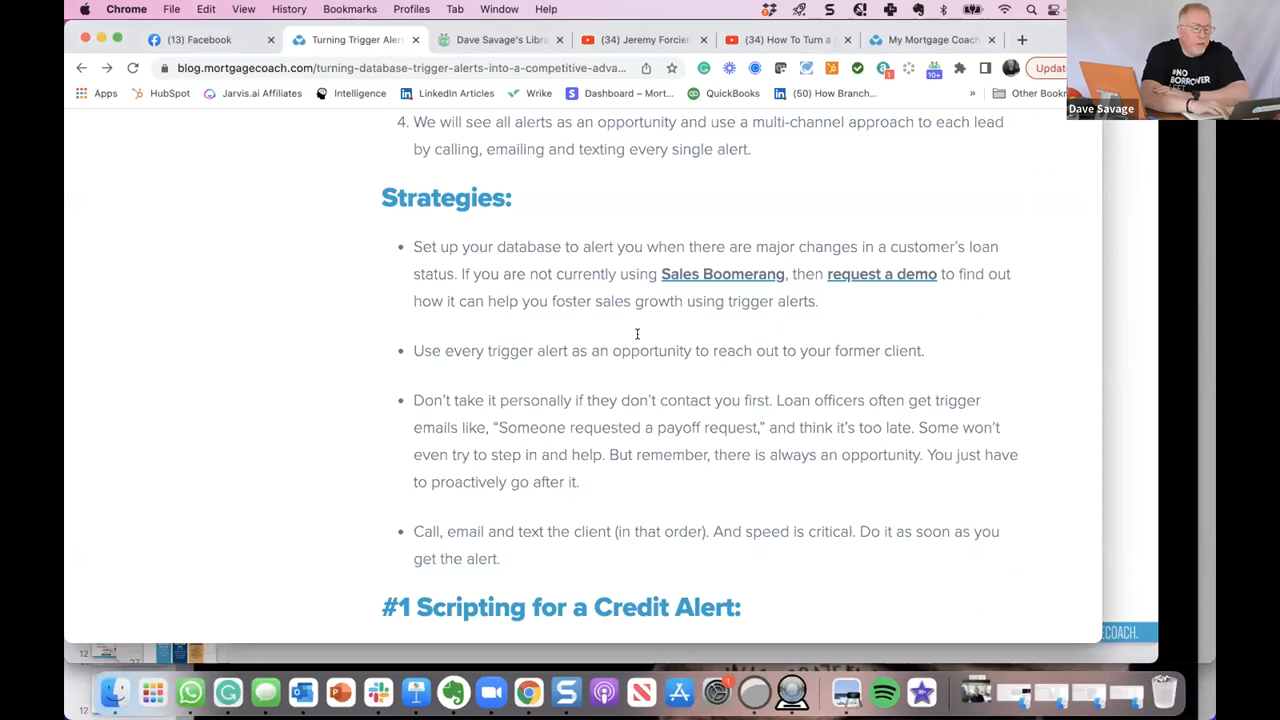 Chrome File Edit View History Bookmarks Profiles Tab Window Help
(13) Facebook
Turning Trigger Aler
Dave Savage's Libra
(34) Jeremy Forcier
(34) How To Turn a
My Mortgage Coach
blog.mortgagecoach.com/turning-database-trigger-alerts-into-a-competitive-adva...
10+
1
Apps HubSpot Jarvis.ai Affiliates Intelligence LinkedIn Articles Wrike Dashboard – Mort... QuickBooks (50) How Branch... » Other Book
#NO
BORROWER
Dave Savage
4. We will see all alerts as an opportunity and use a multi-channel approach to each lead
by calling, emailing and texting every single alert.
Strategies:
• Set up your database to alert you when there are major changes in a customer’s loan
status. If you are not currently using Sales Boomerang, then request a demo to find out
how it can help you foster sales growth using trigger alerts.
• Use every trigger alert as an opportunity to reach out to your former client.
• Don’t take it personally if they don’t contact you first. Loan officers often get trigger
emails like, “Someone requested a payoff request,” and think it’s too late. Some won’t
even try to step in and help. But remember, there is always an opportunity. You just have
to proactively go after it.
• Call, email and text the client (in that order). And speed is critical. Do it as soon as you
get the alert.
#1 Scripting for a Credit Alert:
ECOACH.
12
27
12